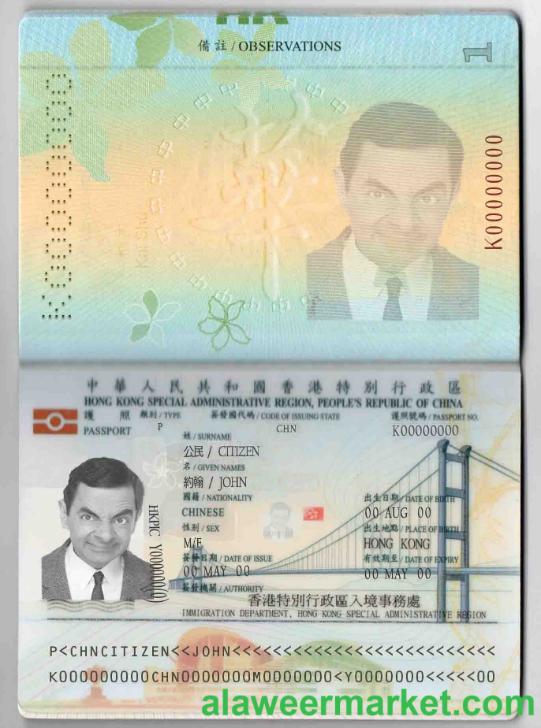 HK
備註 / OBSERVATIONS
1
K00000000
K00000000
中華人民共和國香港特別行政區
HONG KONG SPECIAL ADMINISTRATIVE REGION, PEOPLE'S REPUBLIC OF CHINA
護 照 類別 / TYPE 簽發國代碼 / CODE OF ISSUING STATE 護照號碼 / PASSPORT NO.
PASSPORT P CHN K00000000
姓 / SURNAME
公民 / CITIZEN
名 / GIVEN NAMES
約翰 / JOHN
國籍 / NATIONALITY 出生日期 / DATE OF BIRTH
CHINESE 00 AUG 00
性別 / SEX 出生地點 / PLACE OF BIRTH
M/F HONG KONG
簽發日期 / DATE OF ISSUE 有效期至 / DATE OF EXPIRY
00 MAY 00 00 MAY 00
簽發機關 / AUTHORITY
香港特別行政區入境事務處
IMMIGRATION DEPARTMENT, HONG KONG SPECIAL ADMINISTRATIVE REGION
P<CHNCITIZEN<<JOHN<<<<<<<<<<<<<<<<<<<<<<<<<<
K000000000CHN0000000M0000000<Y0000000<<<<<00
alaweermarket.com